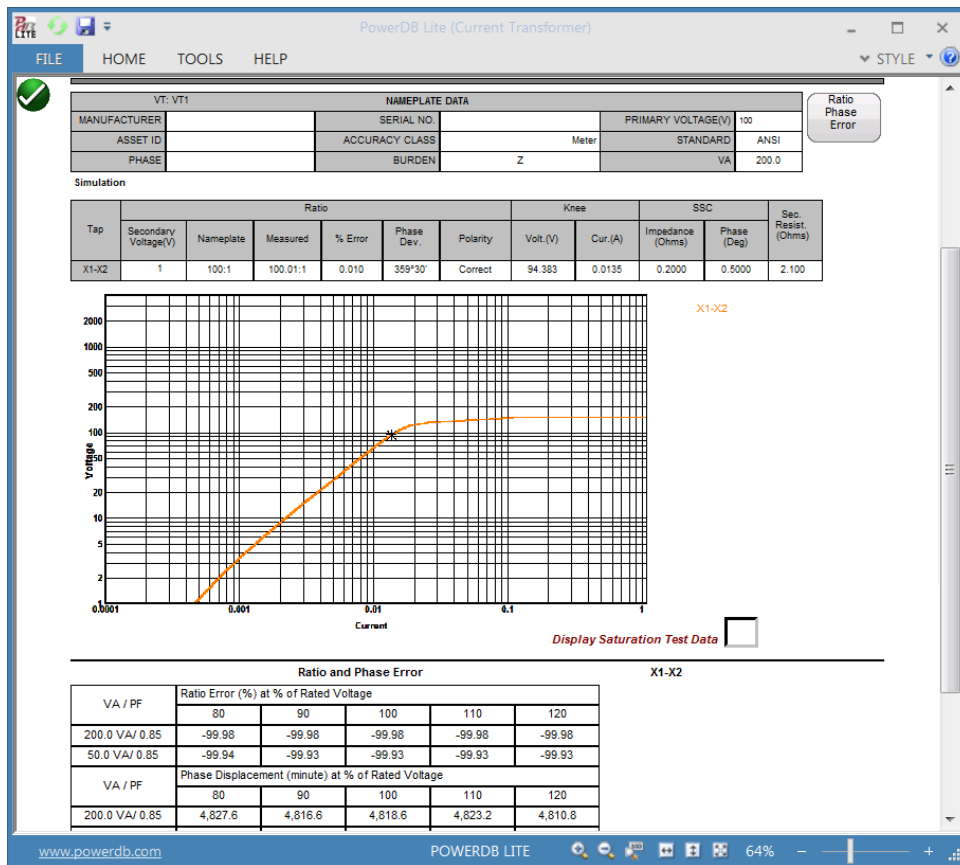 PowerDB Lite (Current Transformer)
LITE
FILE HOME TOOLS HELP STYLE
VT: VT1 NAMEPLATE DATA
MANUFACTURER SERIAL NO. PRIMARY VOLTAGE(V) 100
ASSET ID ACCURACY CLASS Meter STANDARD ANSI
PHASE BURDEN Z VA 200.0
Ratio
Phase
Error
Simulation
Ratio Knee SSC
Tap Secondary Voltage(V) Nameplate Measured % Error Phase Dev. Polarity Volt.(V) Cur.(A) Impedance (Ohms) Phase (Deg) Sec. Resist. (Ohms)
X1-X2 1 100:1 100.01:1 0.010 359°30' Correct 94.383 0.0135 0.2000 0.5000 2.100
X1-X2
2000
1000
500
200
100
50
20
10
5
2
1
Voltage
0.0001 0.001 0.01 0.1 1
Current
Display Saturation Test Data
Ratio and Phase Error X1-X2
VA / PF Ratio Error (%) at % of Rated Voltage
80 90 100 110 120
200.0 VA/ 0.85 -99.98 -99.98 -99.98 -99.98 -99.98
50.0 VA/ 0.85 -99.94 -99.93 -99.93 -99.93 -99.93
VA / PF Phase Displacement (minute) at % of Rated Voltage
80 90 100 110 120
200.0 VA/ 0.85 4,827.6 4,816.6 4,818.6 4,823.2 4,810.8
www.powerdb.com POWERDB LITE 64%